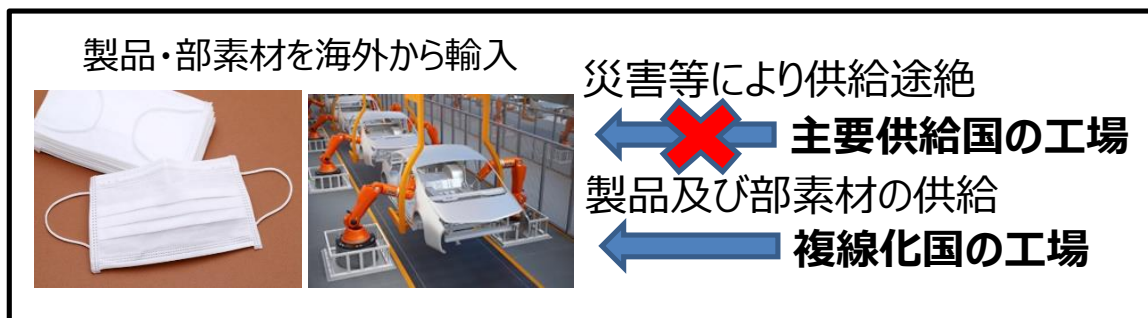 製品・部素材を海外から輸入
災害等により供給途絶
主要供給国の工場
製品及び部素材の供給
複線化国の工場